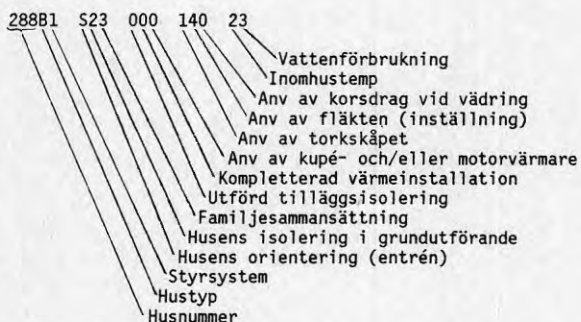 288B1 S23 000 140 23
Vattenförbrukning
Inomhustemp
Anv av korsdrag vid vädring
Anv av fläkten (inställning)
Anv av torkskåpet
Anv av kupé- och/eller motorvärmare
Kompletterad värmeinstallation
Utförd tilläggsisolering
Familjesammansättning
Husens isolering i grundutförande
Husens orientering (entrén)
Styrsystem
Hustyp
Husnummer